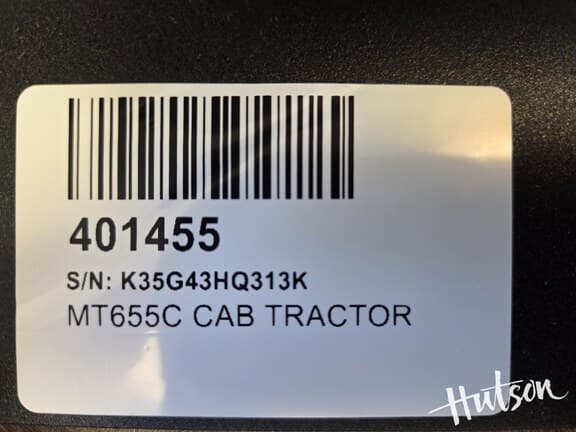 401455
S/N: K35G43HQ313K
MT655C CAB TRACTOR
Hutson